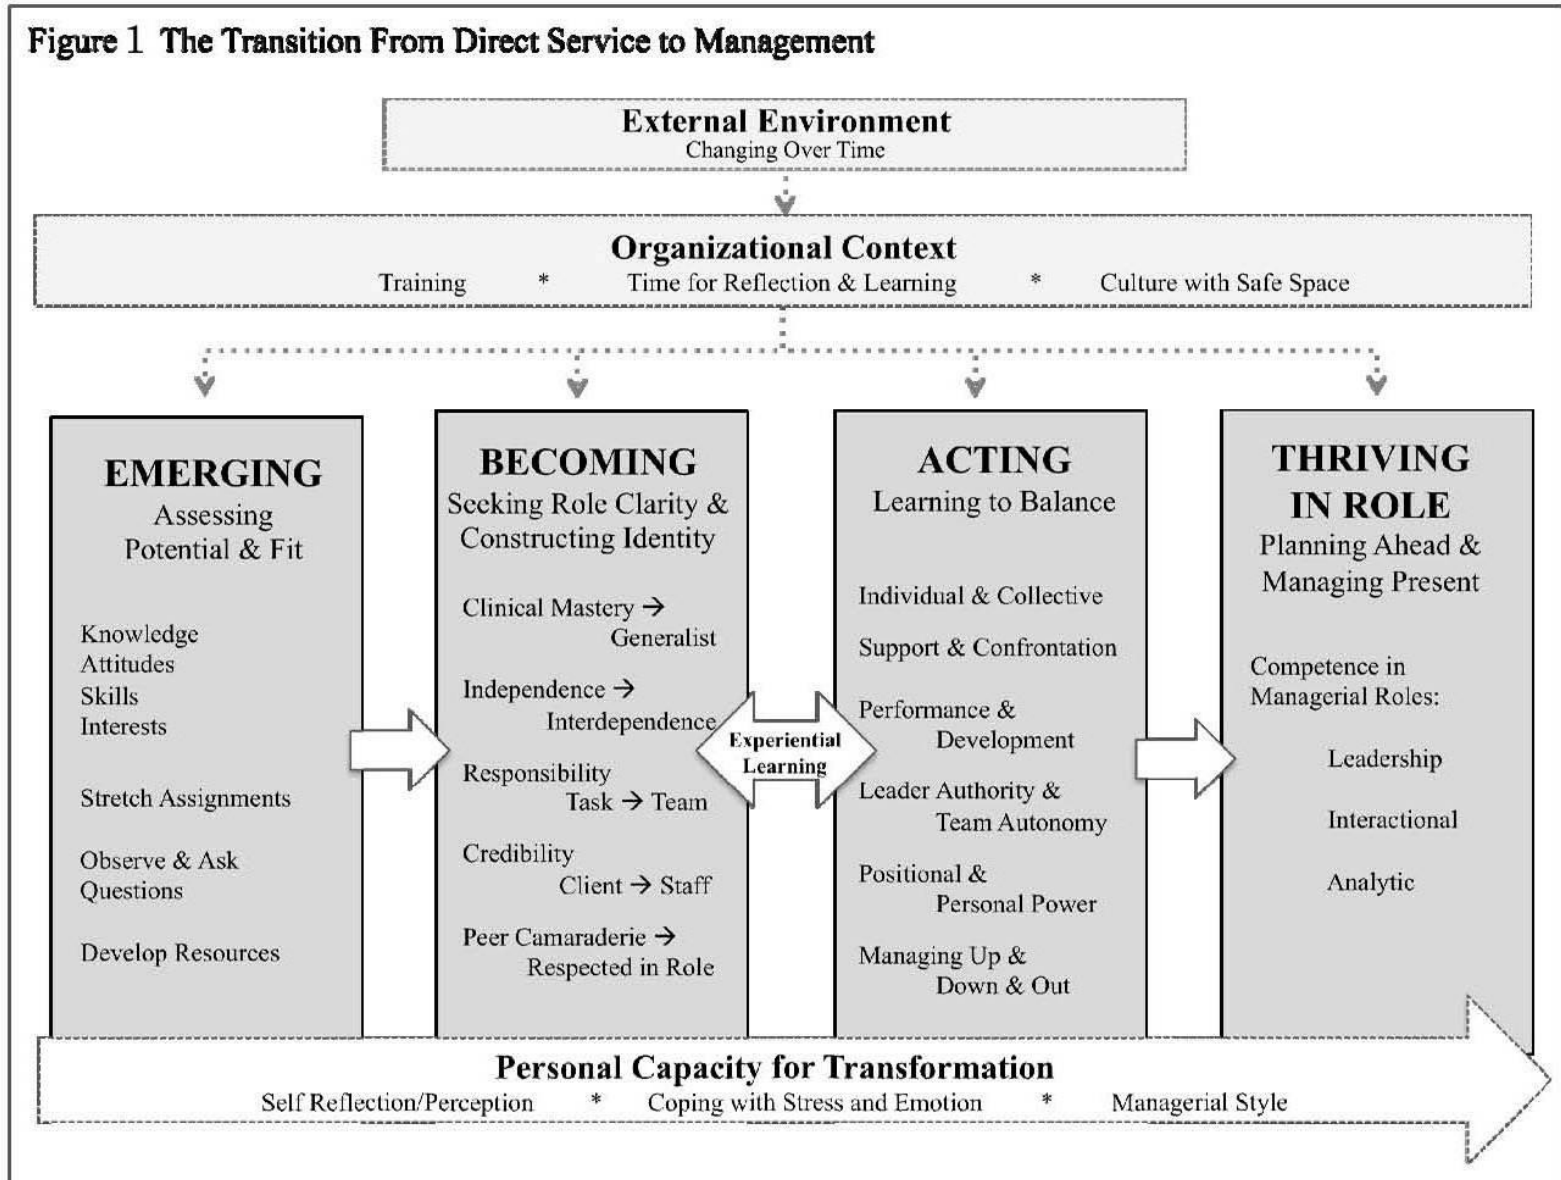 Figure 1 The Transition From Direct Service to Management
External Environment
Changing Over Time
Organizational Context
Training * Time for Reflection & Learning * Culture with Safe Space
EMERGING
Assessing
Potential & Fit
Knowledge
Attitudes
Skills
Interests
Stretch Assignments
Observe & Ask
Questions
Develop Resources
BECOMING
Seeking Role Clarity &
Constructing Identity
Clinical Mastery →
Generalist
Independence →
Interdependence
Responsibility
Task → Team
Credibility
Client → Staff
Peer Camaraderie →
Respected in Role
Experiential
Learning
ACTING
Learning to Balance
Individual & Collective
Support & Confrontation
Performance &
Development
Leader Authority &
Team Autonomy
Positional &
Personal Power
Managing Up &
Down & Out
THRIVING
IN ROLE
Planning Ahead &
Managing Present
Competence in
Managerial Roles:
Leadership
Interactional
Analytic
Personal Capacity for Transformation
Self Reflection/Perception * Coping with Stress and Emotion * Managerial Style